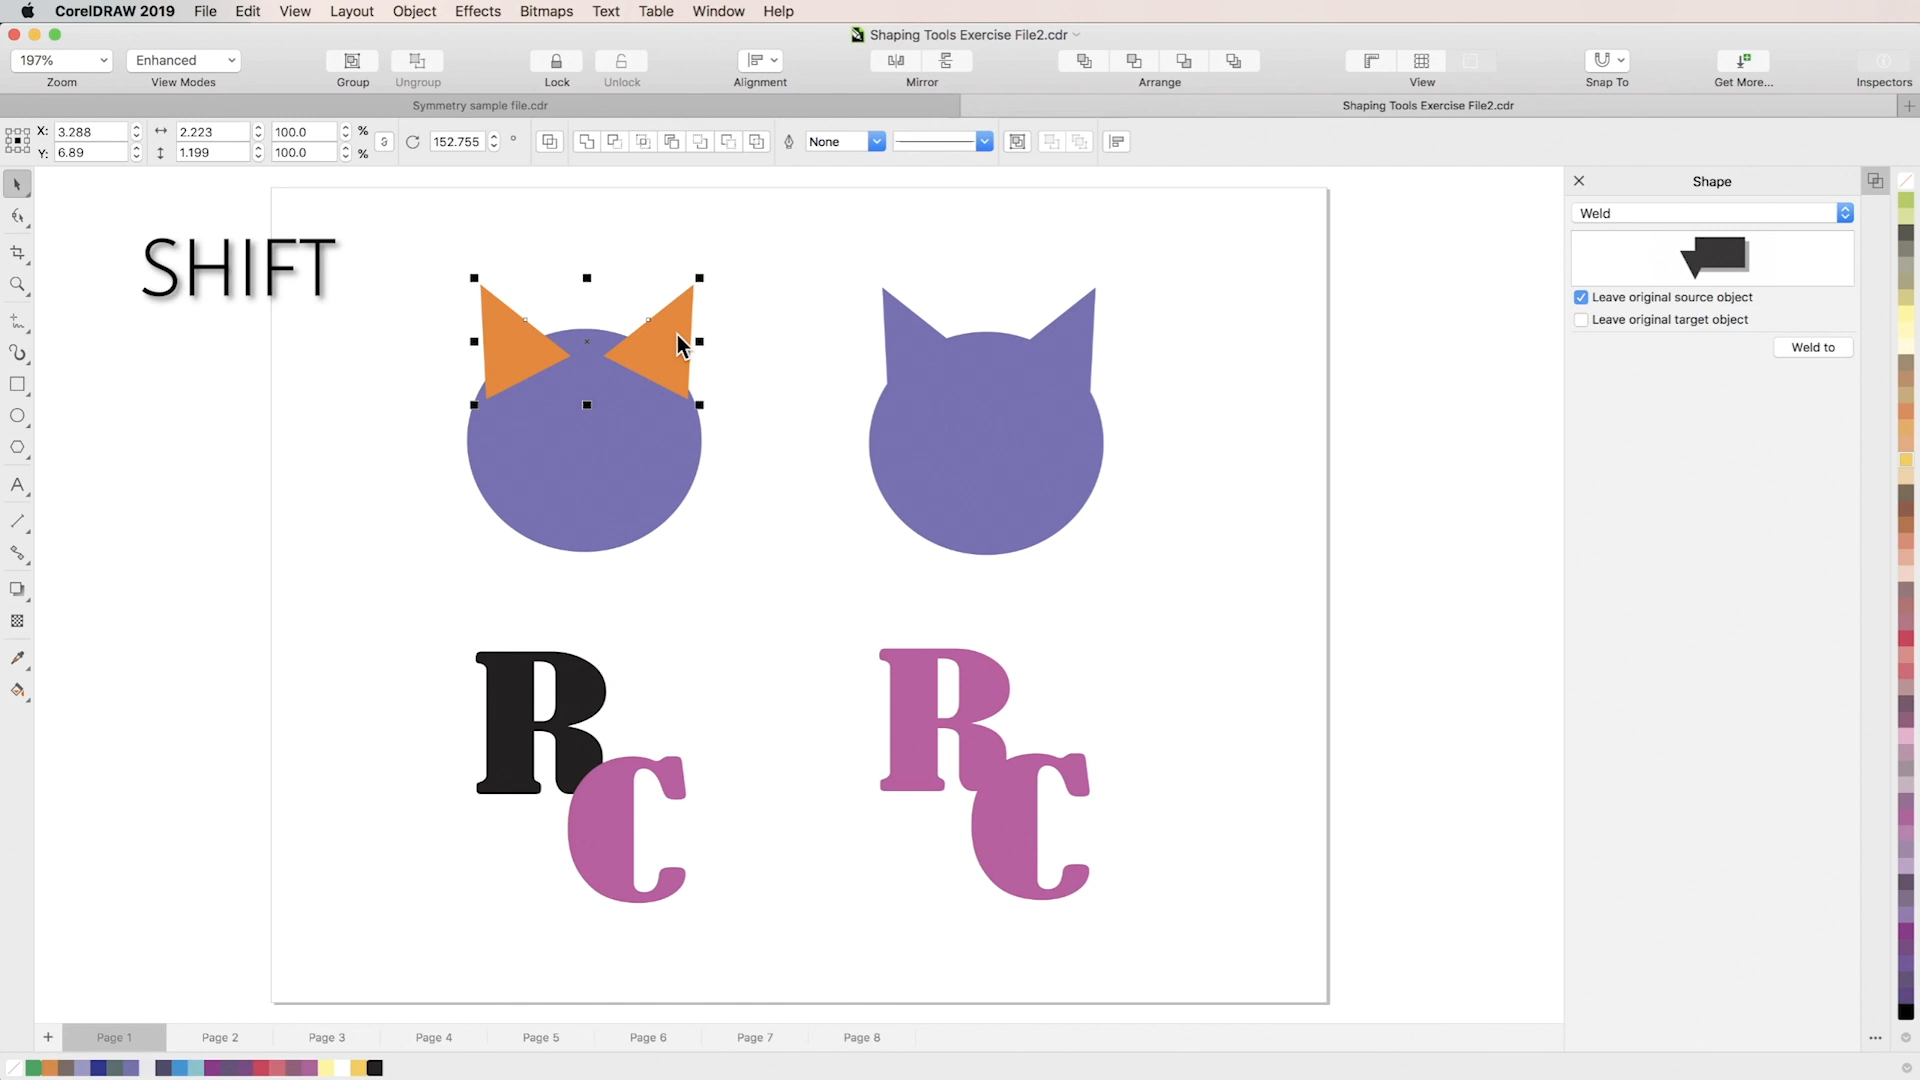 CorelDRAW 2019 File Edit View Layout Object Effects Bitmaps Text Table Window Help
Shaping Tools Exercise File2.cdr
197% Enhanced
Zoom View Modes Group Ungroup Lock Unlock Alignment Mirror Arrange View Snap To Get More... Inspectors
Symmetry sample file.cdr Shaping Tools Exercise File2.cdr
X: 3.288 2.223 100.0 % 152.755 ° None
Y: 6.89 1.199 100.0 %
Shape
Weld
SHIFT
Leave original source object
Leave original target object
Weld to
R R
C C
Page 1 Page 2 Page 3 Page 4 Page 5 Page 6 Page 7 Page 8